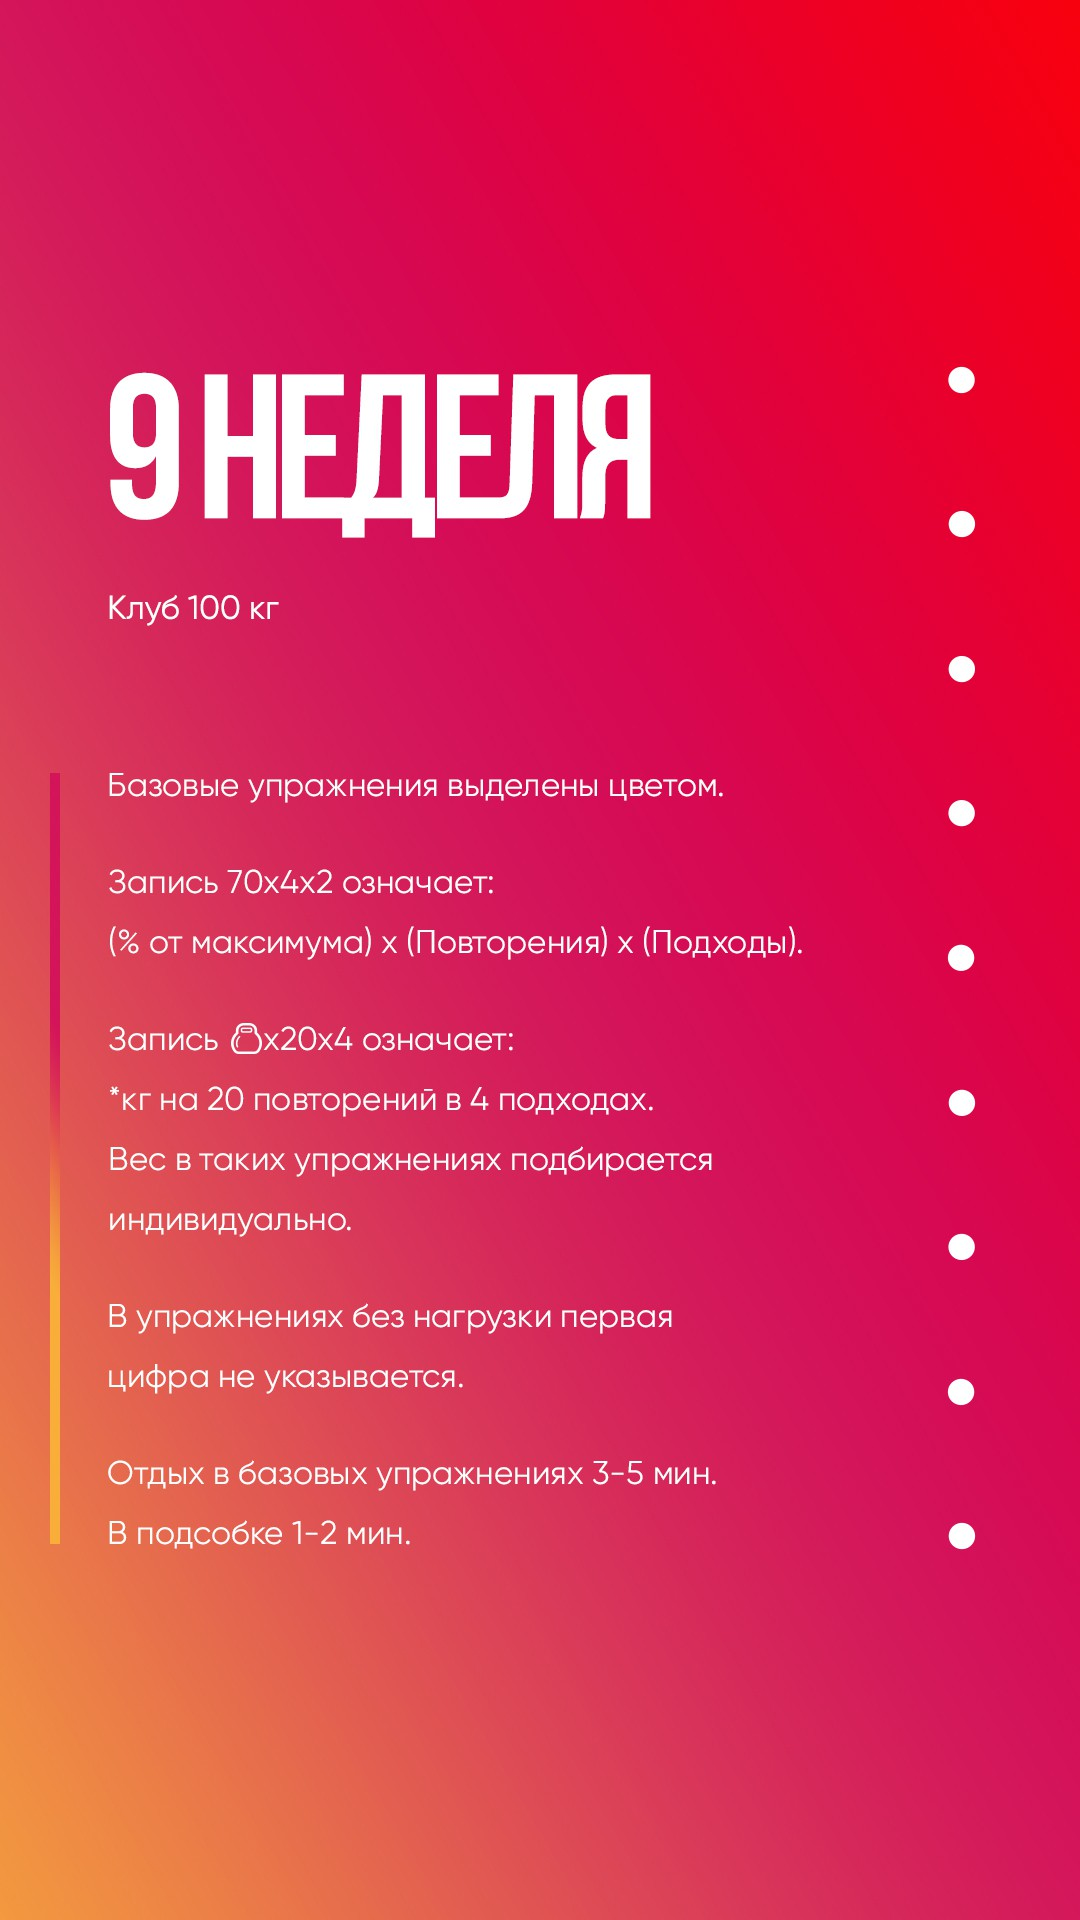 9 НЕДЕЛЯ
Клуб 100 кг
Базовые упражнения выделены цветом.
Запись 70х4х2 означает:
(% от максимума) х (Повторения) х (Подходы).
Запись х20х4 означает:
*кг на 20 повторений в 4 подходах.
Вес в таких упражнениях подбирается
индивидуально.
В упражнениях без нагрузки первая
цифра не указывается.
Отдых в базовых упражнениях 3-5 мин.
В подсобке 1-2 мин.